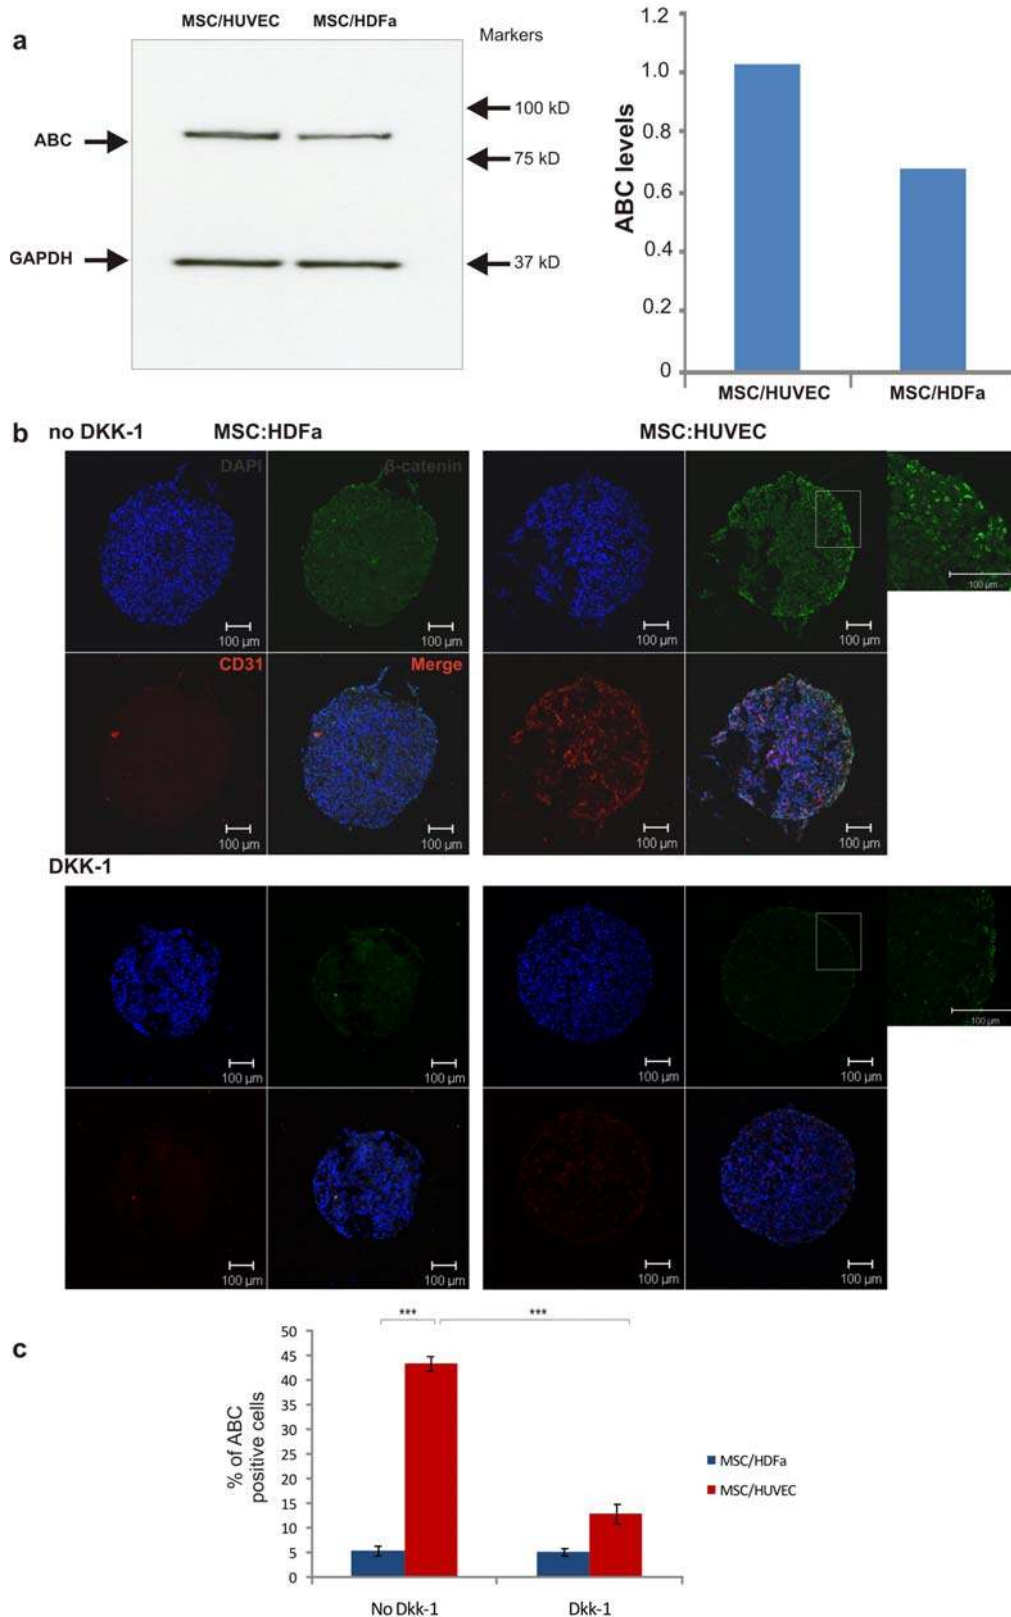 a
MSC/HUVEC MSC/HDFa
Markers
ABC
GAPDH
100 kD
75 kD
37 kD
ABC levels
1.2
1.0
0.8
0.6
0.4
0.2
0
MSC/HUVEC MSC/HDFa
b no DKK-1 MSC:HDFa MSC:HUVEC
DAPI β-catenin
100 µm 100 µm 100 µm 100 µm 100 µm
CD31 Merge
100 µm 100 µm 100 µm 100 µm
DKK-1
100 µm 100 µm 100 µm 100 µm 100 µm
100 µm 100 µm 100 µm 100 µm
c
*** ***
% of ABC
positive cells
50
45
40
35
30
25
20
15
10
5
0
No Dkk-1 Dkk-1
MSC/HDFa
MSC/HUVEC